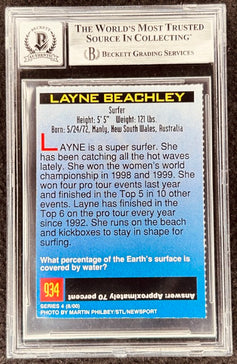 THE WORLD'S MOST TRUSTED
SOURCE IN COLLECTING™
BECKETT GRADING SERVICES
LAYNE BEACHLEY
Surfer
Height: 5' 5" Weight: 121 lbs.
Born: 5/24/72, Manly, New South Wales, Australia
LAYNE is a super surfer. She
has been catching all the hot waves
lately. She won the women's world
championship in 1998 and 1999. She
won four pro tour events last year
and finished in the Top 5 in 10 other
events. Layne has finished in the
Top 6 on the pro tour every year
since 1992. She runs on the beach
and kickboxes to stay in shape for
surfing.
What percentage of the Earth's surface is
covered by water?
Answer: Approximately 70 percent
934
SERIES 4 (8/00)
PHOTO BY MARTIN PHILBEY/STL/NEWSPORT